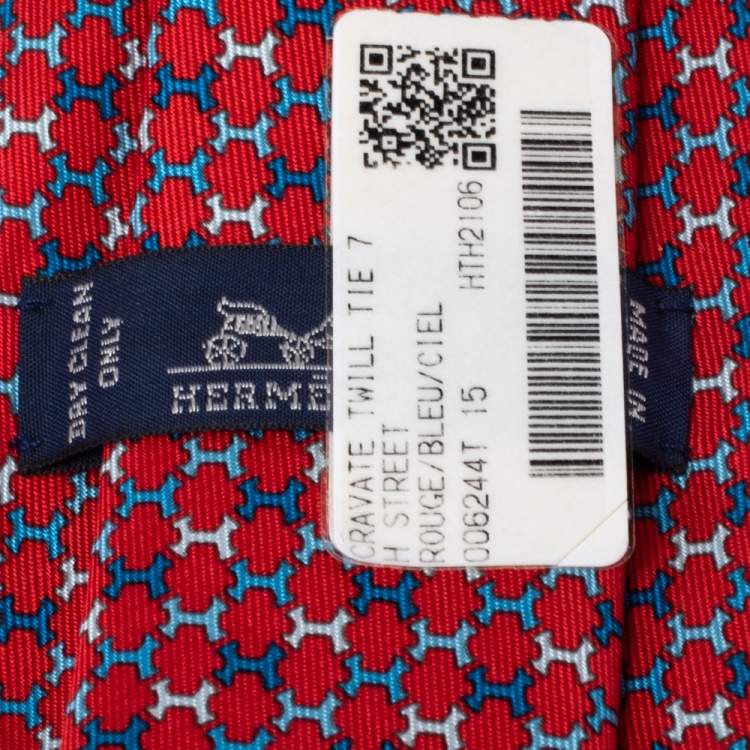 CRAVATE TWILL TIE 7
H STREET
ROUGE/BLEU/CIEL HTH2106
006244T 15
DRY CLEAN
ONLY
MADE IN